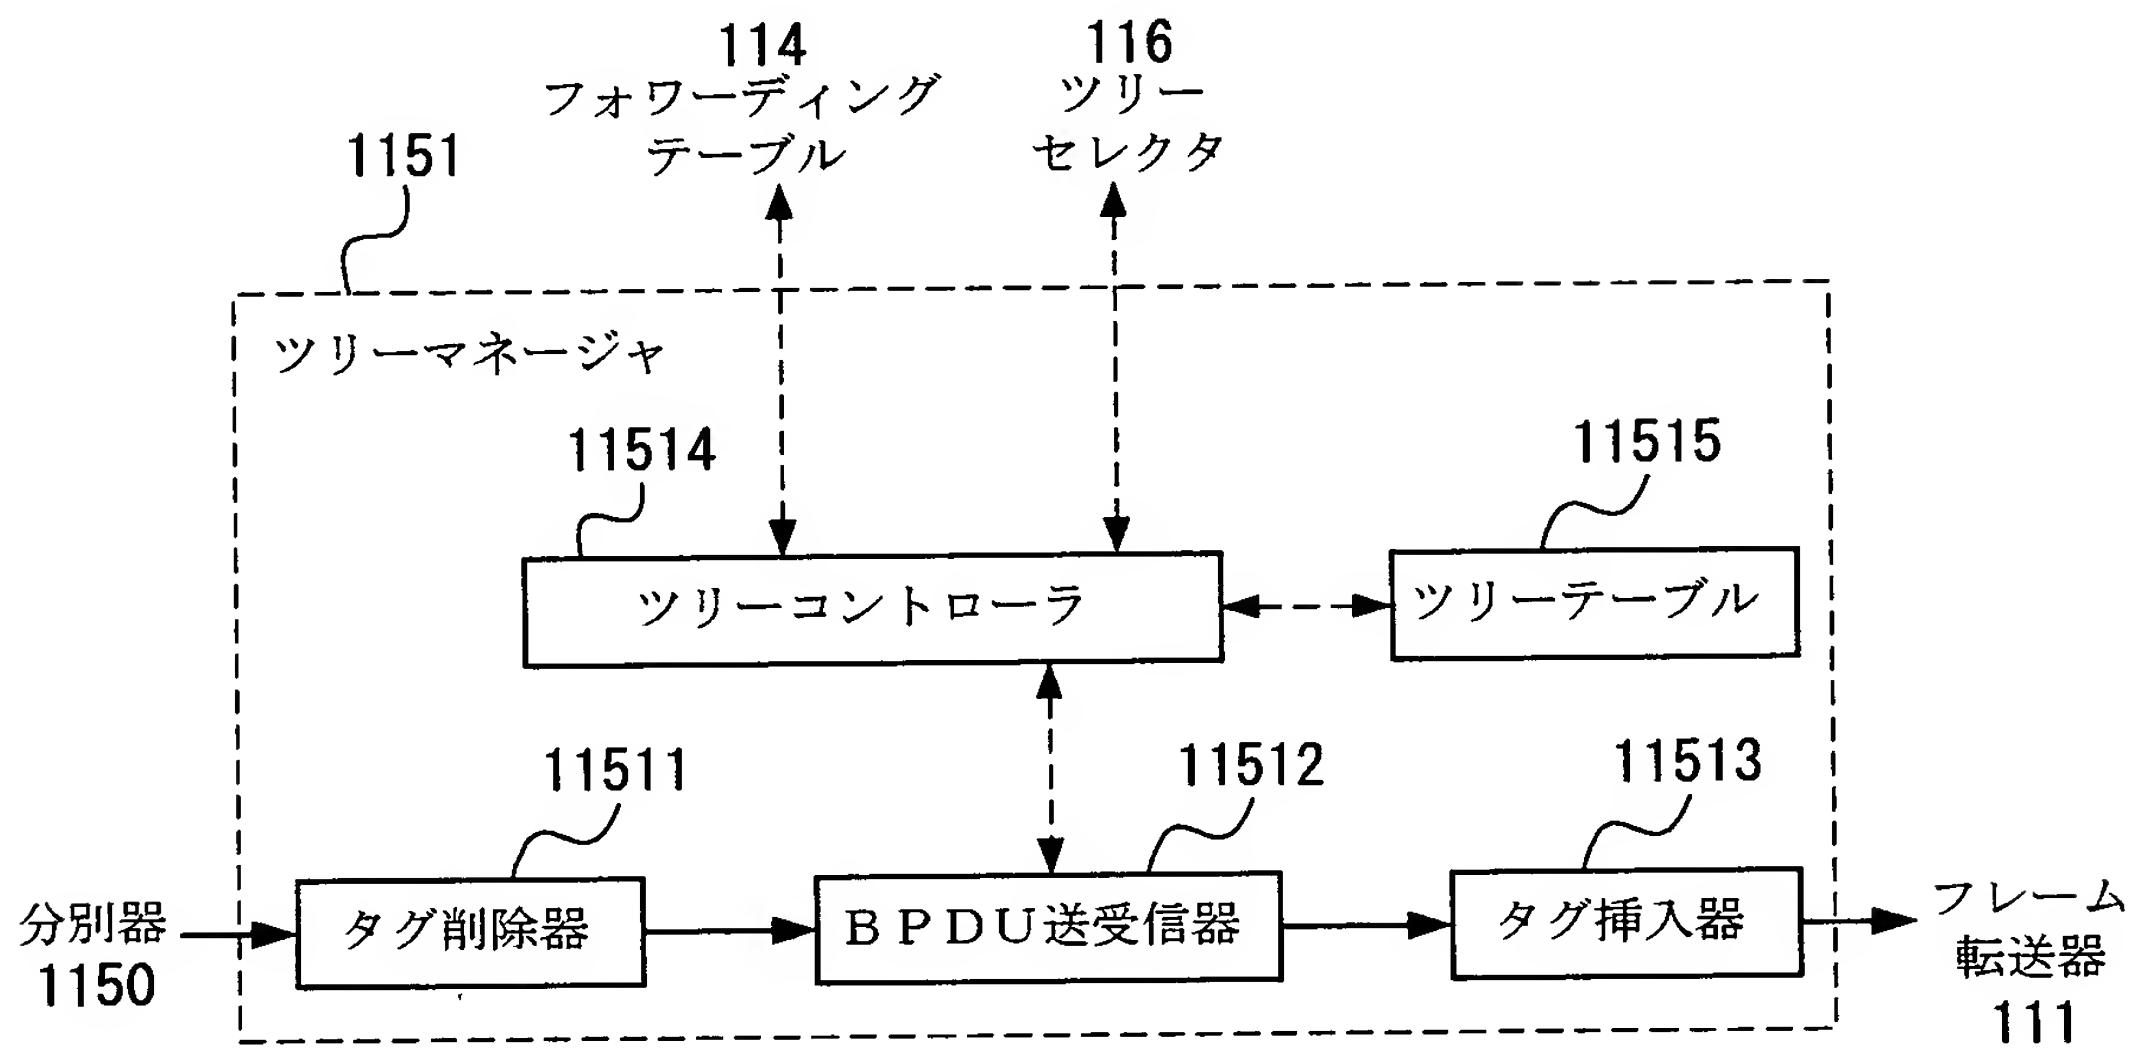 114
フォワーディング
テーブル
116
ツリー
セレクタ
1151
ツリーマネージャ
11514
ツリーコントローラ
11515
ツリーテーブル
11511
タグ削除器
11512
BPDU送受信器
11513
タグ挿入器
分別器
1150
フレーム
転送器
111